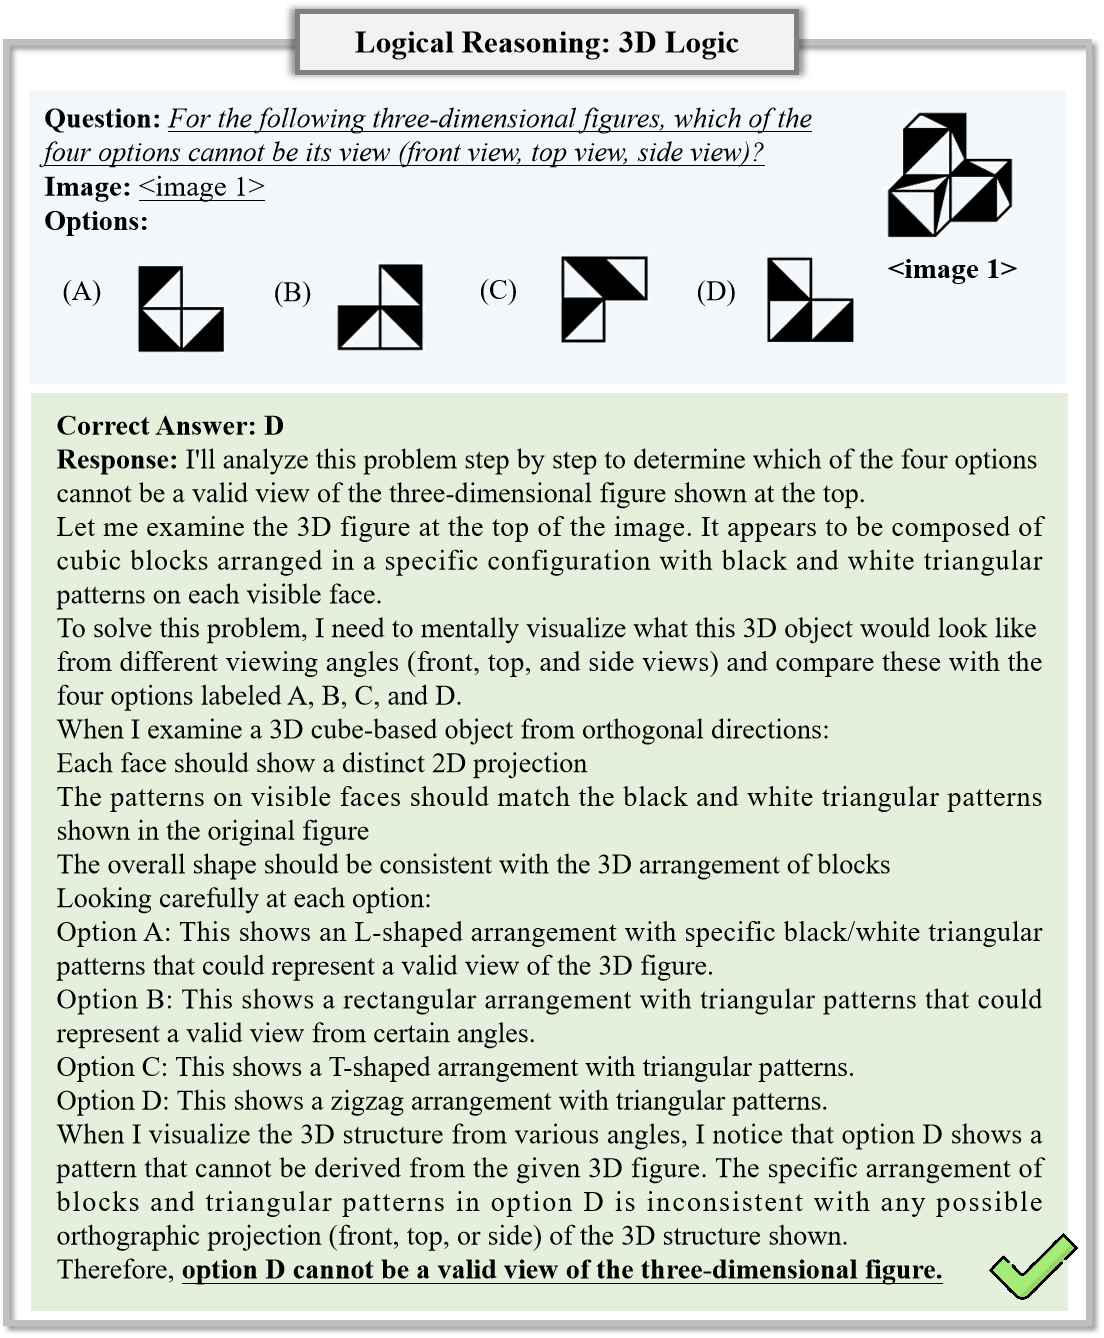 Logical Reasoning: 3D Logic
Question: For the following three-dimensional figures, which of the
four options cannot be its view (front view, top view, side view)?
Image: <image 1>
Options:
<image 1>
(A)
(B)
(C)
(D)
Correct Answer: D
Response: I'll analyze this problem step by step to determine which of the four options
cannot be a valid view of the three-dimensional figure shown at the top.
Let me examine the 3D figure at the top of the image. It appears to be composed of
cubic blocks arranged in a specific configuration with black and white triangular
patterns on each visible face.
To solve this problem, I need to mentally visualize what this 3D object would look like
from different viewing angles (front, top, and side views) and compare these with the
four options labeled A, B, C, and D.
When I examine a 3D cube-based object from orthogonal directions:
Each face should show a distinct 2D projection
The patterns on visible faces should match the black and white triangular patterns
shown in the original figure
The overall shape should be consistent with the 3D arrangement of blocks
Looking carefully at each option:
Option A: This shows an L-shaped arrangement with specific black/white triangular
patterns that could represent a valid view of the 3D figure.
Option B: This shows a rectangular arrangement with triangular patterns that could
represent a valid view from certain angles.
Option C: This shows a T-shaped arrangement with triangular patterns.
Option D: This shows a zigzag arrangement with triangular patterns.
When I visualize the 3D structure from various angles, I notice that option D shows a
pattern that cannot be derived from the given 3D figure. The specific arrangement of
blocks and triangular patterns in option D is inconsistent with any possible
orthographic projection (front, top, or side) of the 3D structure shown.
Therefore, option D cannot be a valid view of the three-dimensional figure.